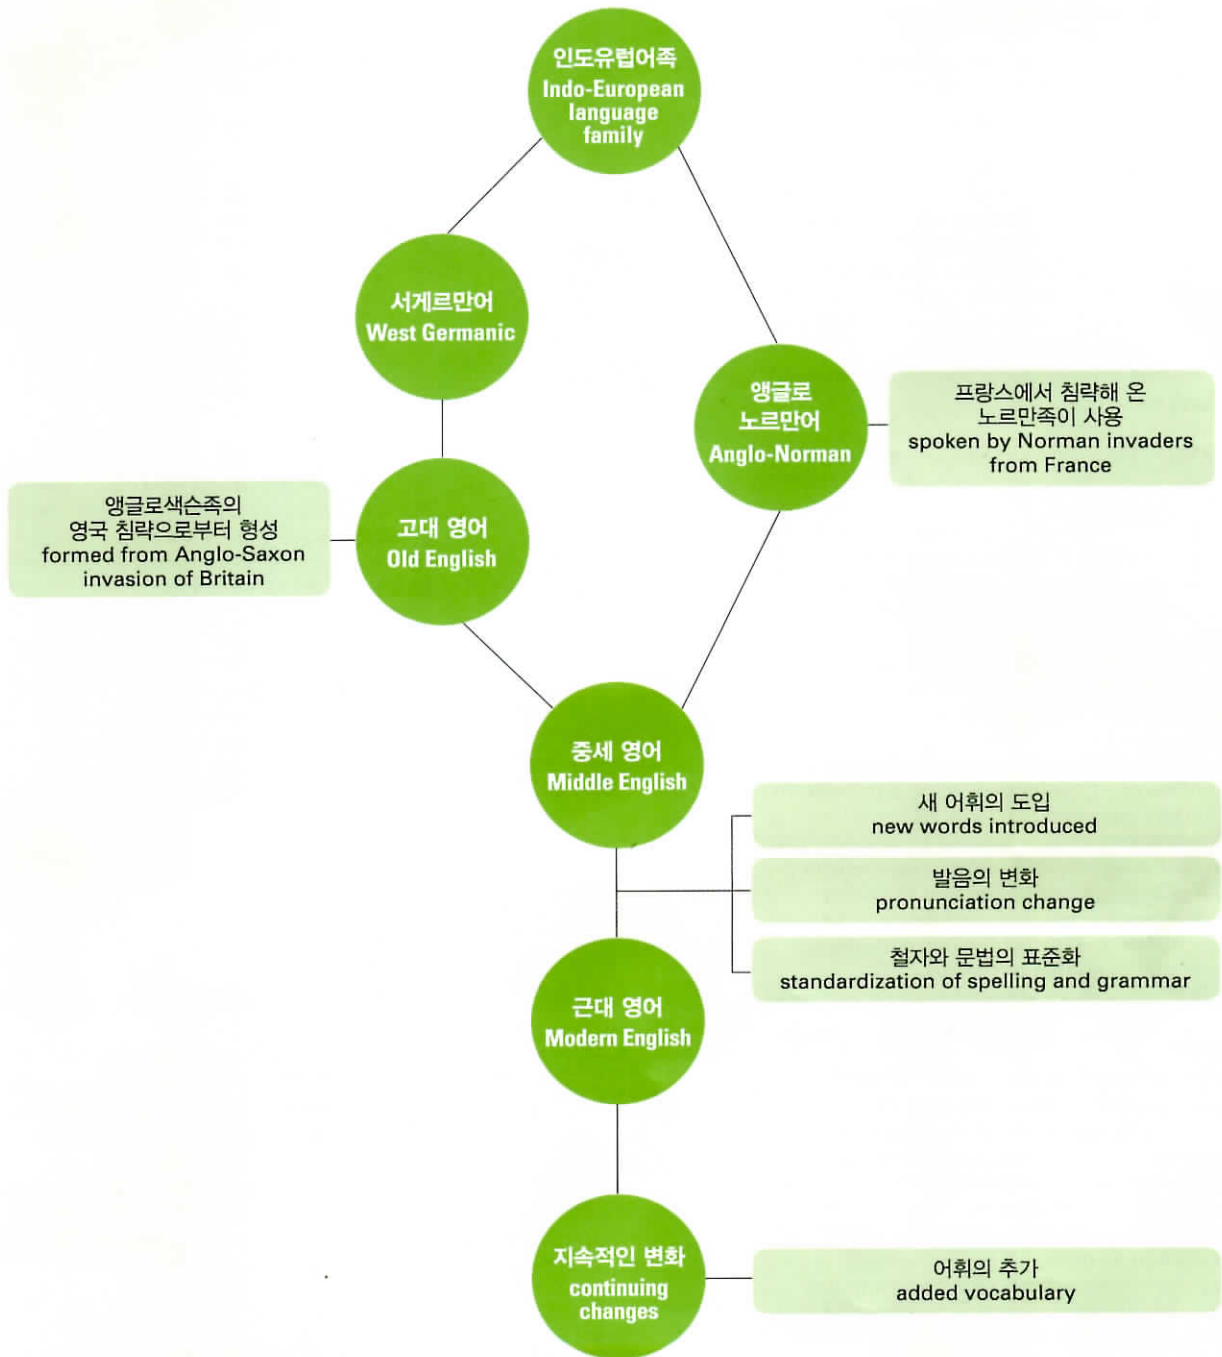 인도유럽어족
Indo-European
language
family
서게르만어
West Germanic
앵글로
노르만어
Anglo-Norman
프랑스에서 침략해 온
노르만족이 사용
spoken by Norman invaders
from France
앵글로색슨족의
영국 침략으로부터 형성
formed from Anglo-Saxon
invasion of Britain
고대 영어
Old English
중세 영어
Middle English
새 어휘의 도입
new words introduced
발음의 변화
pronunciation change
철자와 문법의 표준화
standardization of spelling and grammar
근대 영어
Modern English
지속적인 변화
continuing
changes
어휘의 추가
added vocabulary